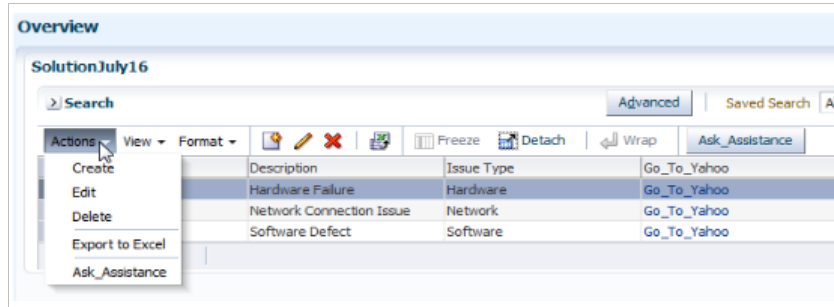 Overview
SolutionJuly16
Search
Advanced
Saved Search
A
Actions View Format Freeze Detach Wrap Ask_Assistance
Create
Edit
Delete
Export to Excel
Ask_Assistance
Description Issue Type Go_To_Yahoo
Hardware Failure Hardware Go_To_Yahoo
Network Connection Issue Network Go_To_Yahoo
Software Defect Software Go_To_Yahoo